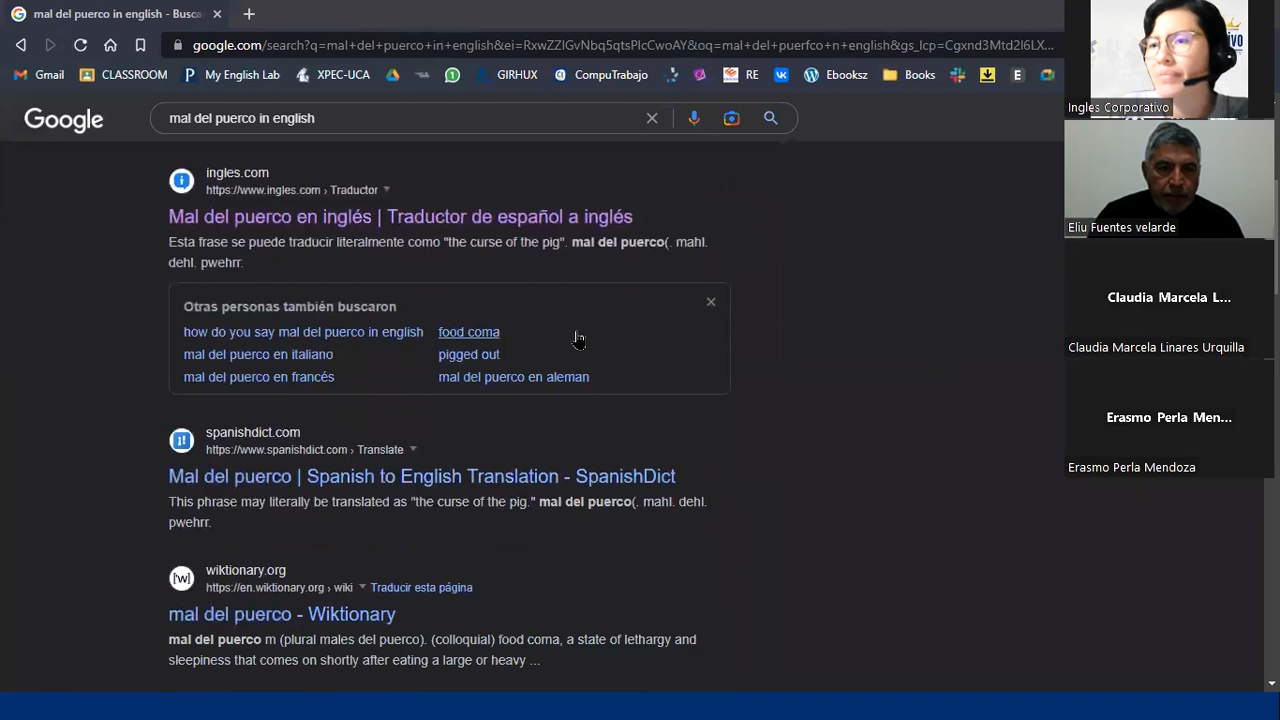 mal del puerco in english - Busca
google.com/search?q=mal+del+puerco+in+english&ei=RxwZZIGvNbq5qtsPIcCwoAY&oq=mal+del+puerfco+n+english&gs_lcp=Cgxnd3Mtd2l6LX...
Gmail CLASSROOM My English Lab XPEC-UCA GIRHUX CompuTrabajo RE Ebooksz Books
Google
mal del puerco in english
ingles.com
https://www.ingles.com › Traductor
Mal del puerco en inglés | Traductor de español a inglés
Esta frase se puede traducir literalmente como "the curse of the pig". mal del puerco(. mahl.
dehl. pwehrr.
Otras personas también buscaron
how do you say mal del puerco in english food coma
mal del puerco en italiano pigged out
mal del puerco en francés mal del puerco en aleman
spanishdict.com
https://www.spanishdict.com › Translate
Mal del puerco | Spanish to English Translation - SpanishDict
This phrase may literally be translated as "the curse of the pig." mal del puerco(. mahl. dehl.
pwehrr.
wiktionary.org
https://en.wiktionary.org › wiki Traducir esta página
mal del puerco - Wiktionary
mal del puerco m (plural males del puerco). (colloquial) food coma, a state of lethargy and
sleepiness that comes on shortly after eating a large or heavy ...
Ingles Corporativo
Eliu Fuentes velarde
Claudia Marcela L...
Claudia Marcela Linares Urquilla
Erasmo Perla Men...
Erasmo Perla Mendoza